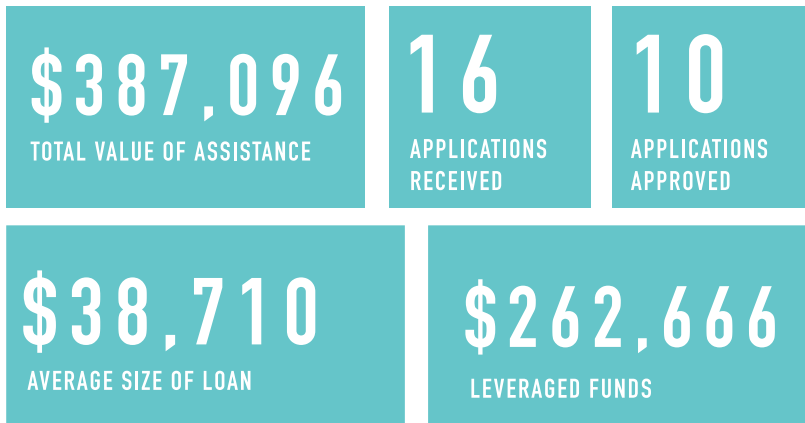 $387,096
TOTAL VALUE OF ASSISTANCE
16
APPLICATIONS
RECEIVED
10
APPLICATIONS
APPROVED
$38,710
AVERAGE SIZE OF LOAN
$262,666
LEVERAGED FUNDS